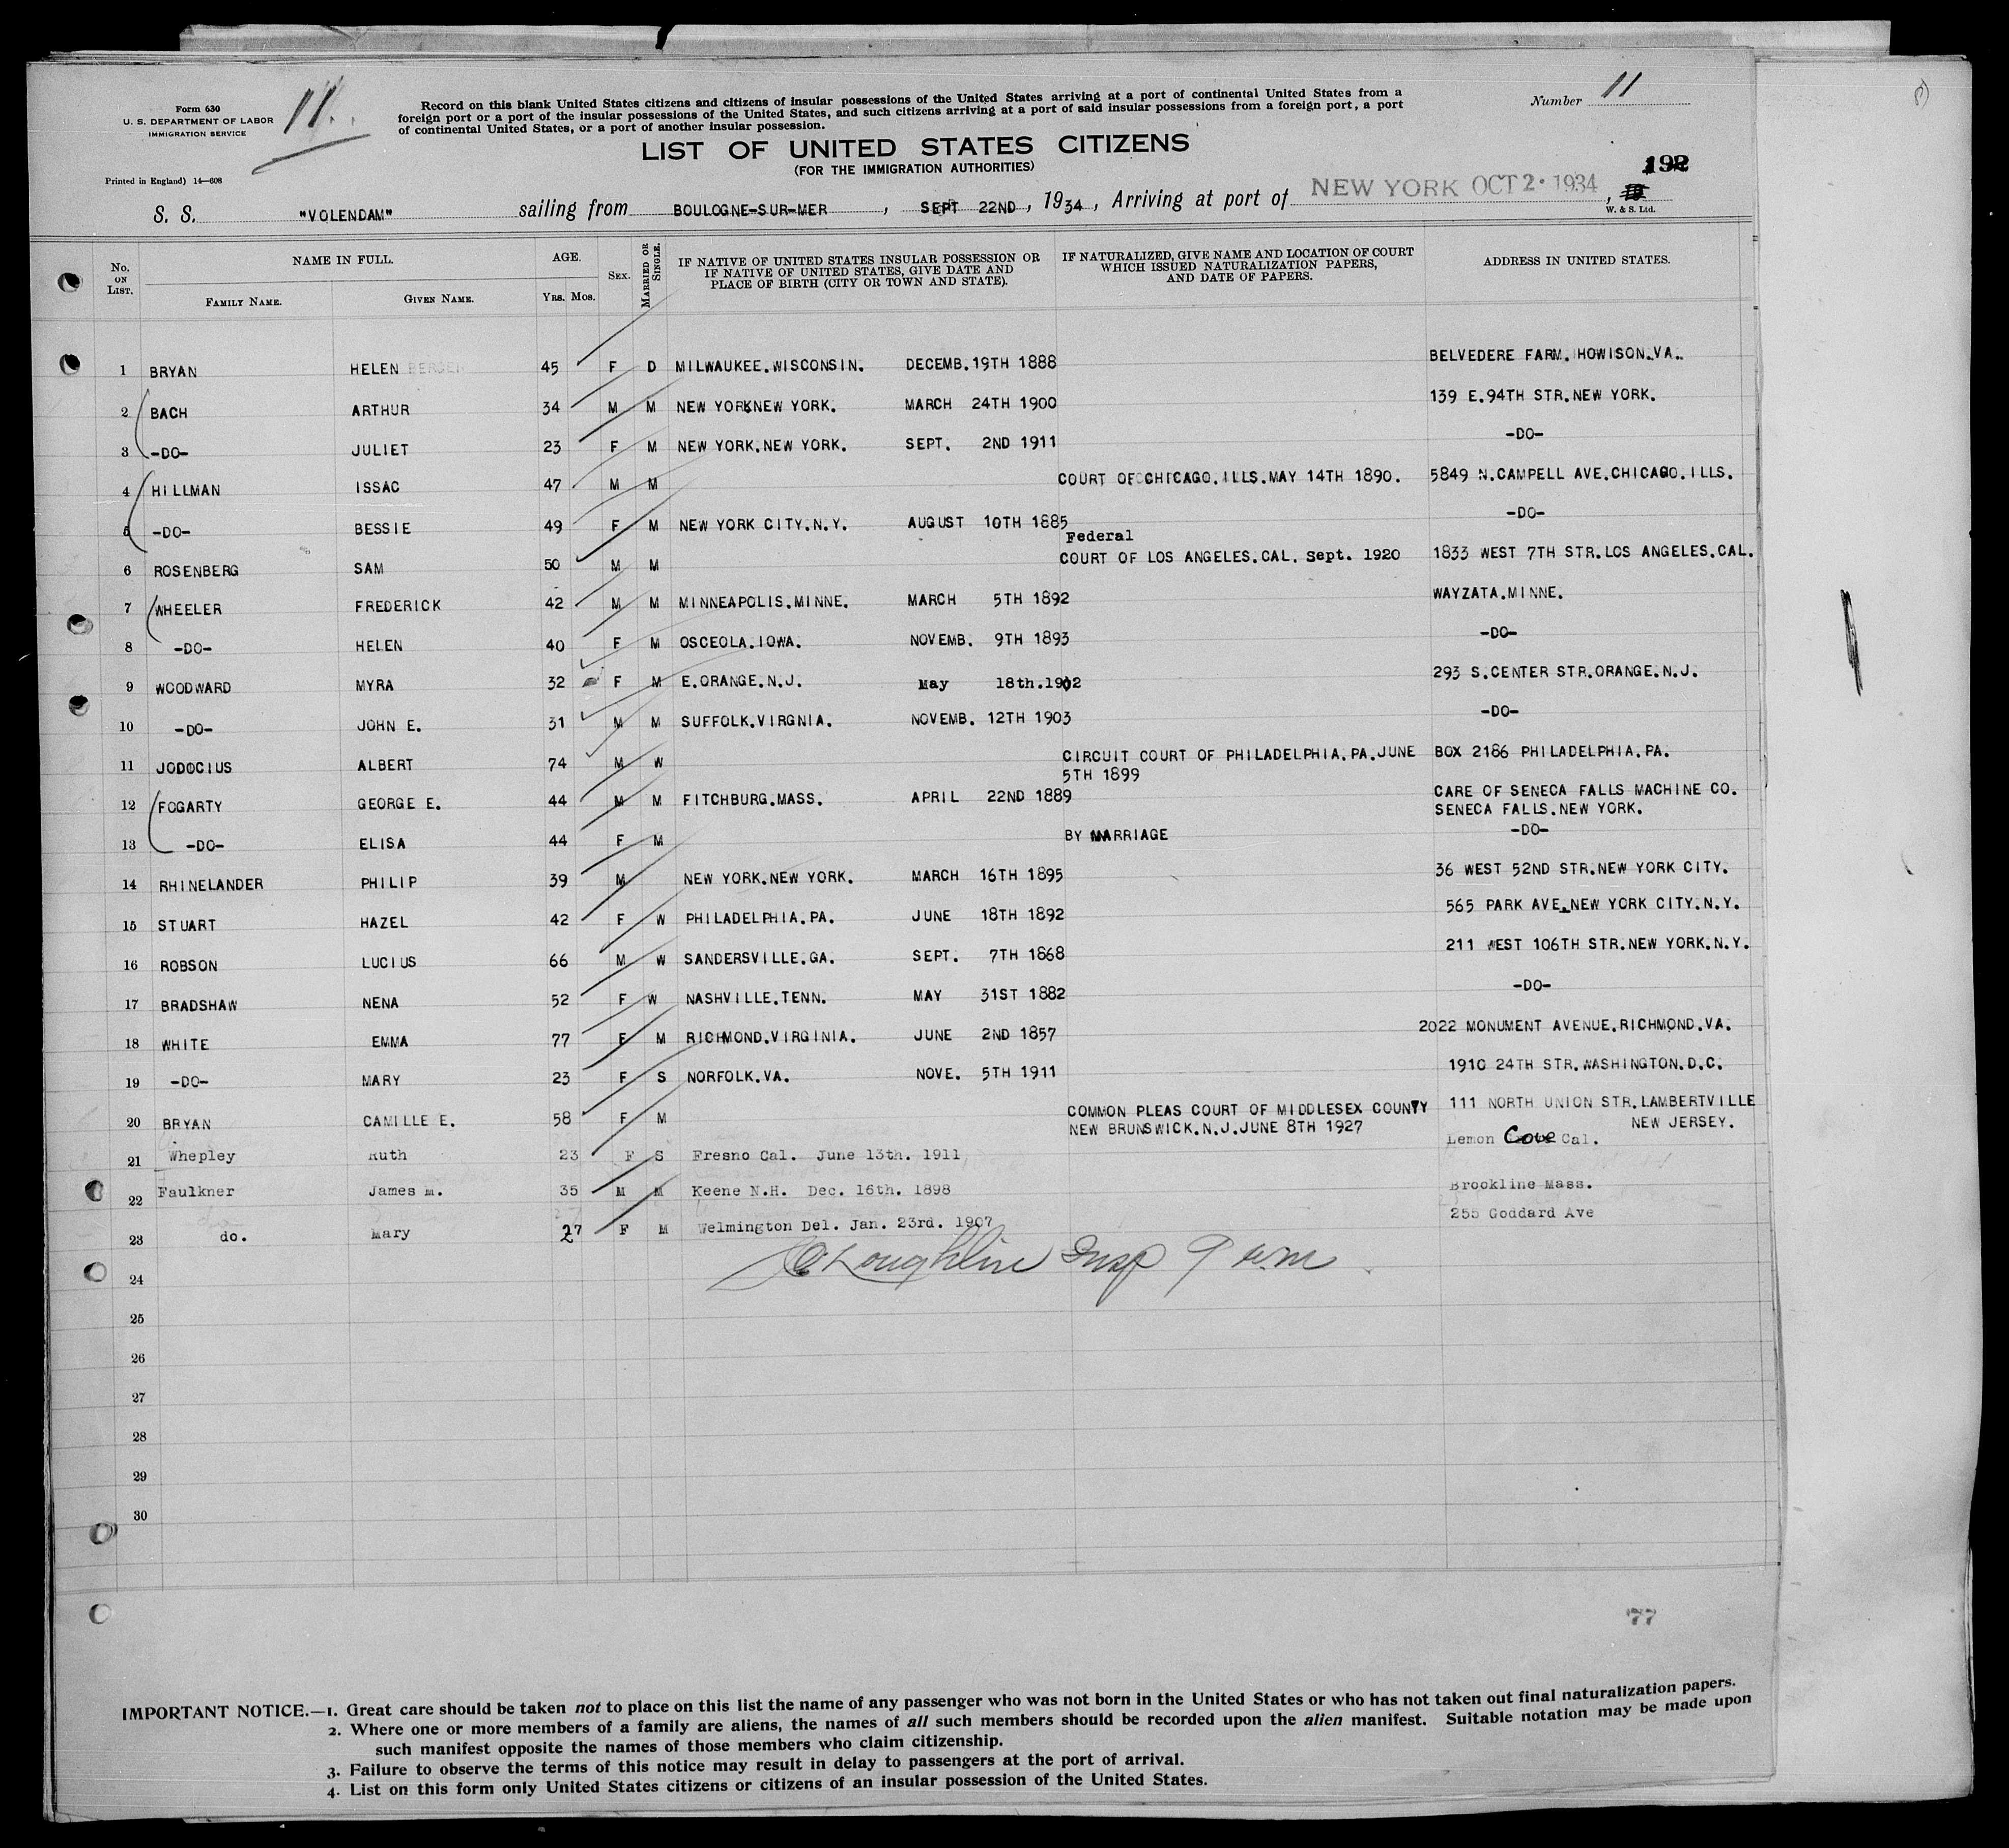 Form 630
U. S. DEPARTMENT OF LABOR
IMMIGRATION SERVICE
11.
Record on this blank United States citizens and citizens of insular possessions of the United States arriving at a port of continental United States from a
foreign port or a port of the insular possessions of the United States, and such citizens arriving at a port of said insular possessions from a foreign port, a port
of continental United States, or a port of another insular possession.
Number 11
LIST OF UNITED STATES CITIZENS
(FOR THE IMMIGRATION AUTHORITIES)
192
Printed in England) 14—608
S. S. "VOLENDAM" sailing from BOULOGNE-SUR-MER, SEPT 22ND, 1934, Arriving at port of NEW YORK OCT 2 · 1934,
W. & S. Ltd.
No. ON LIST. NAME IN FULL. AGE. SEX. MARRIED OR SINGLE. IF NATIVE OF UNITED STATES INSULAR POSSESSION OR IF NATIVE OF UNITED STATES, GIVE DATE AND PLACE OF BIRTH (CITY OR TOWN AND STATE). IF NATURALIZED, GIVE NAME AND LOCATION OF COURT WHICH ISSUED NATURALIZATION PAPERS, AND DATE OF PAPERS. ADDRESS IN UNITED STATES.
FAMILY NAME. GIVEN NAME. YRS. MOS.
1 BRYAN HELEN 45 F D MILWAUKEE.WISCONSIN. DECEMB.19TH 1888 BELVEDERE FARM. HOWISON.VA.
2 BACH ARTHUR 34 M M NEW YORK.NEW YORK. MARCH 24TH 1900 139 E.94TH STR.NEW YORK.
3 -DO- JULIET 23 F M NEW YORK.NEW YORK. SEPT. 2ND 1911 -DO-
4 HILLMAN ISSAC 47 M M COURT OF CHICAGO.ILLS.MAY 14TH 1890. 5849 N.CAMPELL AVE.CHICAGO.ILLS.
5 -DO- BESSIE 49 F M NEW YORK CITY.N.Y. AUGUST 10TH 1885 -DO-
Federal
6 ROSENBERG SAM 50 M M COURT OF LOS ANGELES.CAL. Sept. 1920 1833 WEST 7TH STR.LOS ANGELES.CAL.
7 WHEELER FREDERICK 42 M M MINNEAPOLIS.MINNE. MARCH 5TH 1892 WAYZATA.MINNE.
8 -DO- HELEN 40 F M OSCEOLA.IOWA. NOVEMB. 9TH 1893 -DO-
9 WOODWARD MYRA 32 F M E.ORANGE.N.J. May 18th.1902 293 S.CENTER STR.ORANGE.N.J.
10 -DO- JOHN E. 31 M M SUFFOLK.VIRGNIA. NOVEMB. 12TH 1903 -DO-
11 JODOCIUS ALBERT 74 M W CIRCUIT COURT OF PHILADELPHIA.PA.JUNE BOX 2186 PHILADELPHIA.PA.
5TH 1899
12 FOGARTY GEORGE E. 44 M M FITCHBURG.MASS. APRIL 22ND 1889 CARE OF SENECA FALLS MACHINE CO.
SENECA FALLS.NEW YORK.
13 -DO- ELISA 44 F M BY MARRIAGE -DO-
14 RHINELANDER PHILIP 39 M NEW YORK.NEW YORK. MARCH 16TH 1895 36 WEST 52ND STR.NEW YORK CITY.
15 STUART HAZEL 42 F W PHILADELPHIA.PA. JUNE 18TH 1892 565 PARK AVE.NEW YORK CITY.N.Y.
16 ROBSON LUCIUS 66 M W SANDERSVILLE.GA. SEPT. 7TH 1868 211 WEST 106TH STR.NEW YORK.N.Y.
17 BRADSHAW NENA 52 F W NASHVILLE.TENN. MAY 31ST 1882 -DO-
18 WHITE EMMA 77 F M RICHMOND.VIRGINIA. JUNE 2ND 1857 2022 MONUMENT AVENUE.RICHMOND.VA.
19 -DO- MARY 23 F S NORFOLK.VA. NOVE. 5TH 1911 1910 24TH STR.WASHINGTON.D.C.
20 BRYAN CAMILLE E. 58 F M COMMON PLEAS COURT OF MIDDLESEX COUNTY 111 NORTH UNION STR.LAMBERTVILLE
NEW BRUNSWICK.N.J.JUNE 8TH 1927 NEW JERSEY.
21 Whepley Ruth 23 F S Fresno Cal. June 13th. 1911 Lemon Cove Cal.
22 Faulkner James M. 35 M M Keene N.H. Dec. 16th. 1898 Brookline Mass.
255 Goddard Ave
23 do. Mary 27 F M Welmington Del. Jan. 23rd. 1907
O'Loughline Insp
24
25
26
27
28
29
30
77
IMPORTANT NOTICE.—1. Great care should be taken not to place on this list the name of any passenger who was not born in the United States or who has not taken out final naturalization papers.
2. Where one or more members of a family are aliens, the names of all such members should be recorded upon the alien manifest. Suitable notation may be made upon
such manifest opposite the names of those members who claim citizenship.
3. Failure to observe the terms of this notice may result in delay to passengers at the port of arrival.
4. List on this form only United States citizens or citizens of an insular possession of the United States.